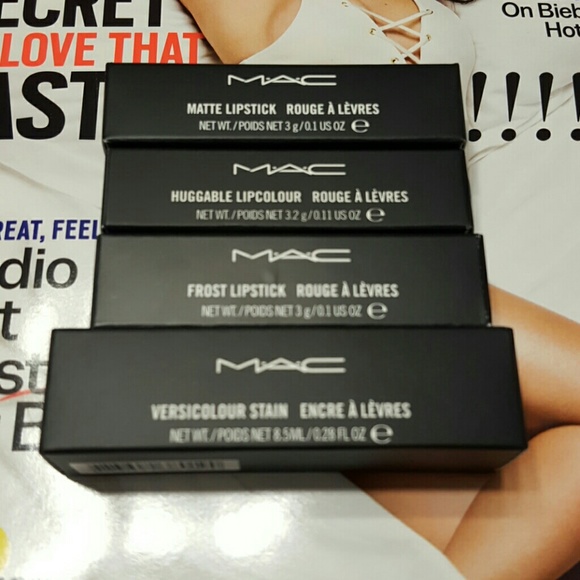 ECRET
LOVE THAT
AST
!!!!
On Bieb
Hot
M·A·C
MATTE LIPSTICK ROUGE À LÈVRES
NET WT./POIDS NET 3 g/0.1 US OZ ℮
M·A·C
HUGGABLE LIPCOLOUR ROUGE À LÈVRES
NET WT./POIDS NET 3.2 g/0.11 US OZ ℮
M·A·C
FROST LIPSTICK ROUGE À LÈVRES
NET WT./POIDS NET 3 g/0.1 US OZ ℮
M·A·C
VERSICOLOUR STAIN ENCRE À LÈVRES
NET WT./POIDS NET 8.5ML/0.28 FL OZ ℮
REAT, FEEL
dio
t
st
B